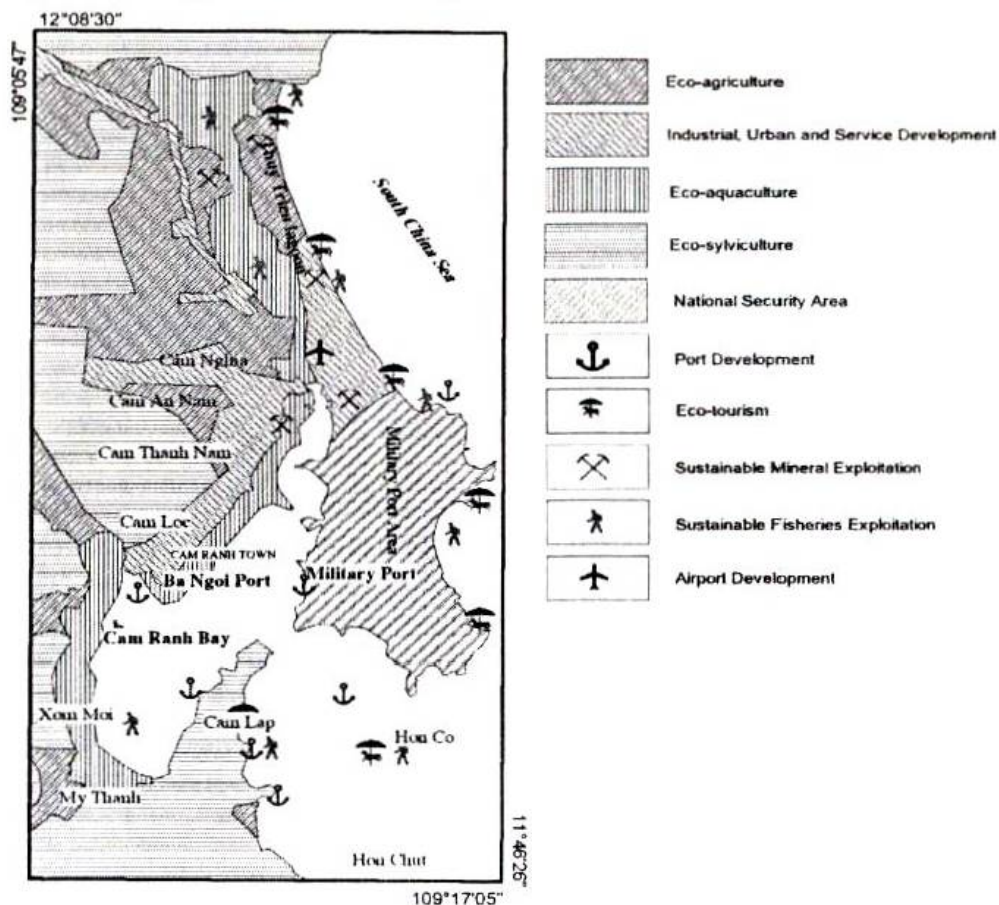 12°08'30"
109°05'47"
Eco-agriculture
Industrial, Urban and Service Development
Eco-aquaculture
Eco-sylviculture
National Security Area
Port Development
Eco-tourism
Sustainable Mineral Exploitation
Sustainable Fisheries Exploitation
Airport Development
Thuy Trieu lagoon
South China Sea
Cam Nghia
Cam An Nam
Cam Thanh Nam
Military Port Area
Cam Loc
CAM RANH TOWN
Ba Ngoi Port
Military Port
Cam Ranh Bay
Xom Moi
Cam Lap
Hon Co
My Thanh
Hon Chut
11°46'26"
109°17'05"